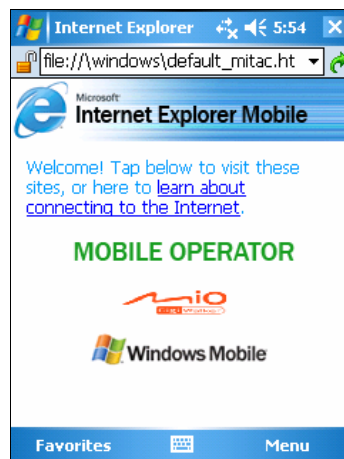 Internet Explorer 5:54
file://\windows\default_mitac.ht
Microsoft
Internet Explorer Mobile
Welcome! Tap below to visit these
sites, or here to learn about
connecting to the Internet.
MOBILE OPERATOR
mio
DigiWalker
Windows Mobile
Favorites Menu